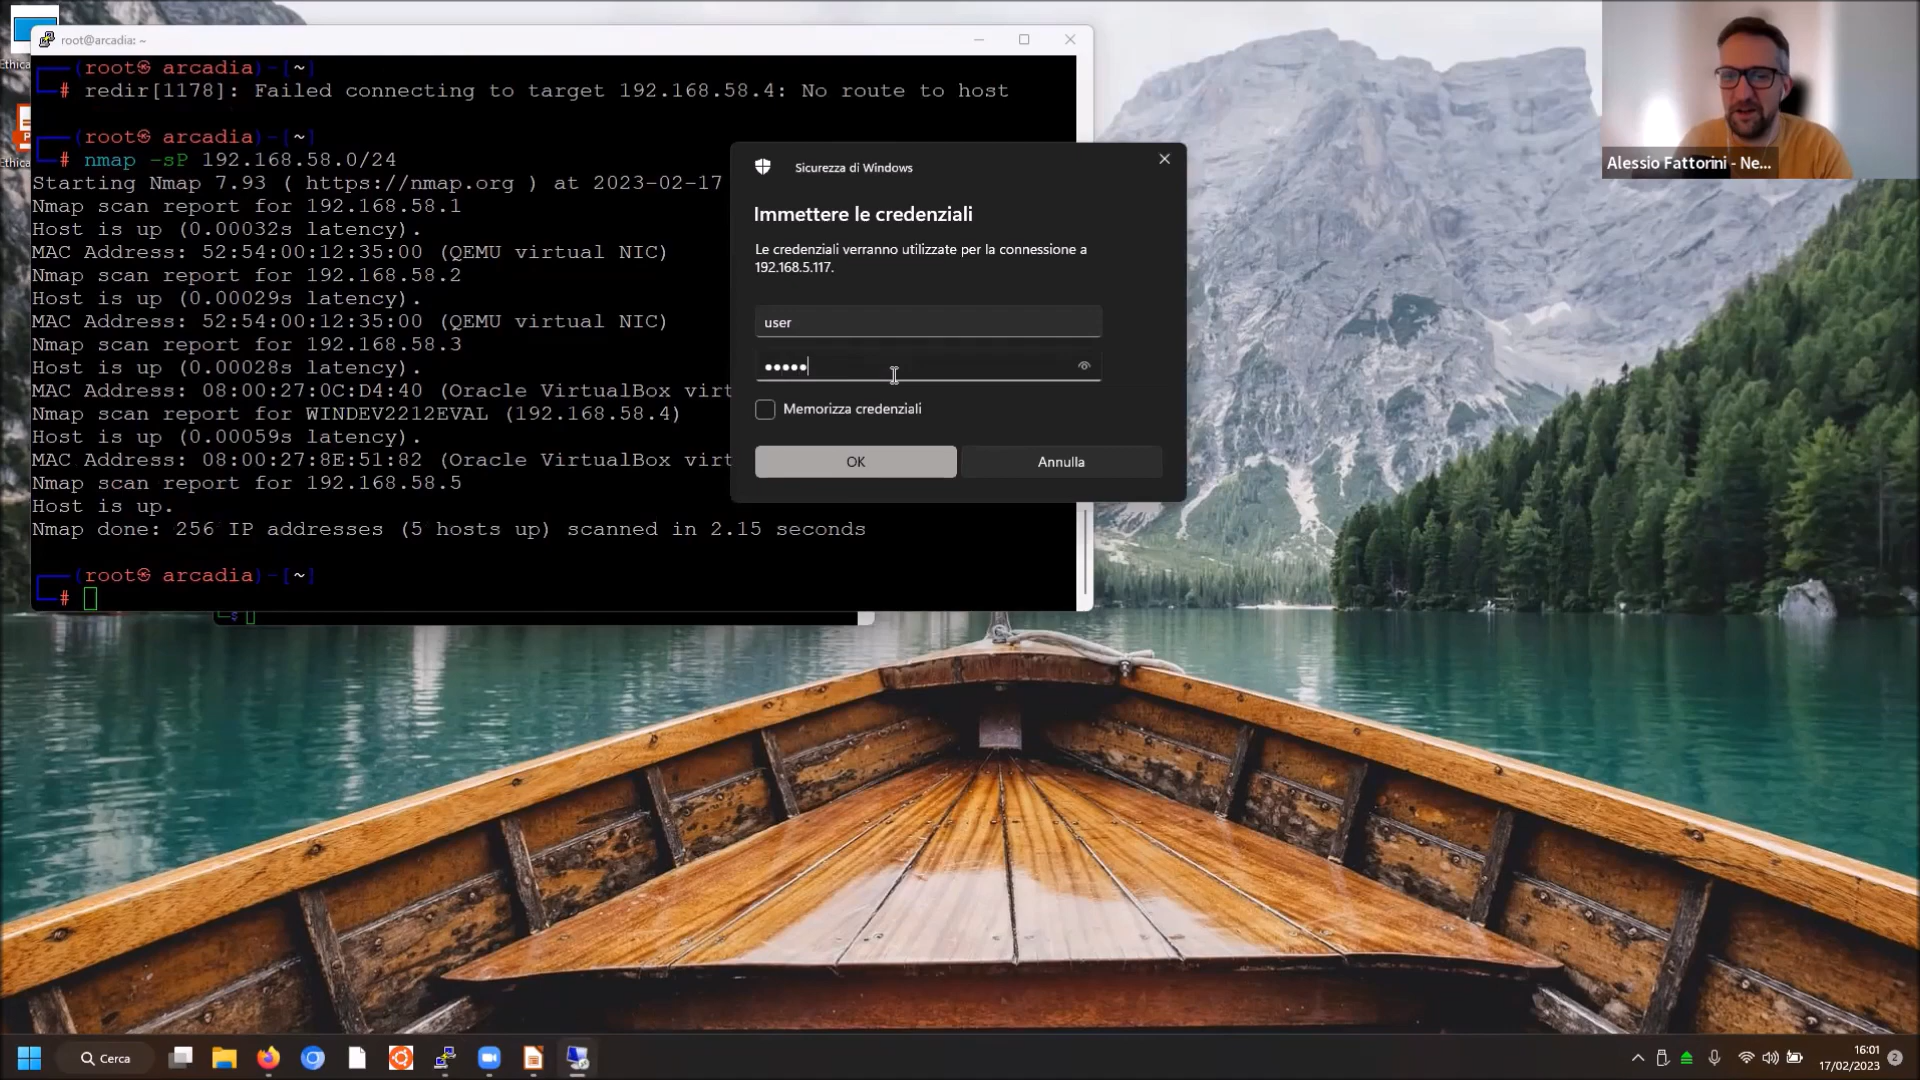 root@arcadia: ~
Ethica
Ethica
(root㉿ arcadia)-[~]
# redir[1178]: Failed connecting to target 192.168.58.4: No route to host
(root㉿ arcadia)-[~]
# nmap -sP 192.168.58.0/24
Starting Nmap 7.93 ( https://nmap.org ) at 2023-02-17
Nmap scan report for 192.168.58.1
Host is up (0.00032s latency).
MAC Address: 52:54:00:12:35:00 (QEMU virtual NIC)
Nmap scan report for 192.168.58.2
Host is up (0.00029s latency).
MAC Address: 52:54:00:12:35:00 (QEMU virtual NIC)
Nmap scan report for 192.168.58.3
Host is up (0.00028s latency).
MAC Address: 08:00:27:0C:D4:40 (Oracle VirtualBox virt
Nmap scan report for WINDEV2212EVAL (192.168.58.4)
Host is up (0.00059s latency).
MAC Address: 08:00:27:8E:51:82 (Oracle VirtualBox virt
Nmap scan report for 192.168.58.5
Host is up.
Nmap done: 256 IP addresses (5 hosts up) scanned in 2.15 seconds
(root㉿ arcadia)-[~]
#
$
Sicurezza di Windows
Immettere le credenziali
Le credenziali verranno utilizzate per la connessione a
192.168.5.117.
user
•••••
Memorizza credenziali
OK
Annulla
Alessio Fattorini - Ne...
Cerca
16:01
17/02/2023
2